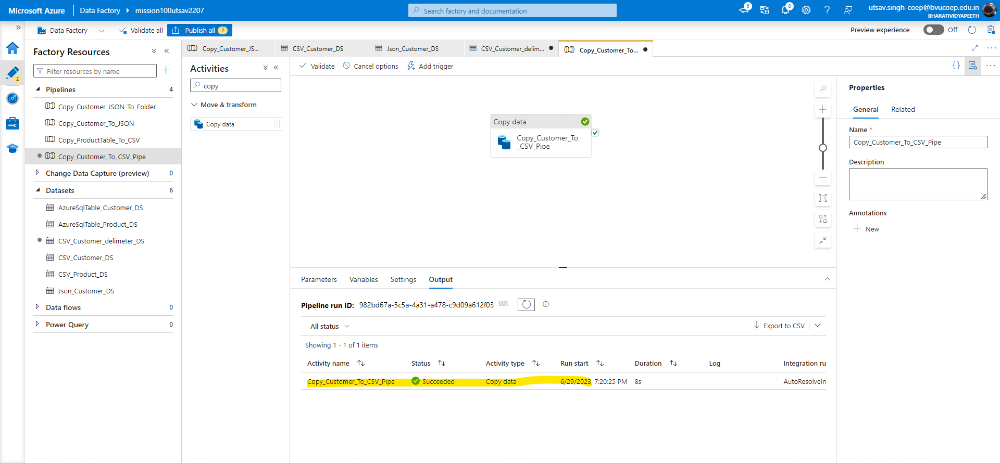 Microsoft Azure Data Factory mission100utsav2207 Search factory and documentation 6 8 utsav.singh-coep@bvucoep.edu.in
BHARATIVIDYAPEETH
Data Factory Validate all Publish all 2 Preview experience Off
Copy_Customer_JS... CSV_Customer_DS Json_Customer_DS CSV_Customer_delim... Copy_Customer_To...
Factory Resources
Filter resources by name
2
Pipelines 4
Copy_Customer_JSON_To_Folder
Copy_Customer_To_JSON
Copy_ProductTable_To_CSV
Copy_Customer_To_CSV_Pipe
Change Data Capture (preview) 0
Datasets 6
AzureSqlTable_Customer_DS
AzureSqlTable_Product_DS
CSV_Customer_delimeter_DS
CSV_Customer_DS
CSV_Product_DS
Json_Customer_DS
Data flows 0
Power Query 0
Activities
copy
Move & transform
Copy data
Validate Cancel options Add trigger
Copy data
Copy_Customer_To
_CSV_Pipe
Parameters Variables Settings Output
Pipeline run ID: 982bd67a-5c5a-4a31-a478-c9d09a612f03 [@]
All status Export to CSV
Showing 1 - 1 of 1 items
Activity name Status Activity type Run start Duration Log Integration ru
Copy_Customer_To_CSV_Pipe Succeeded Copy data 6/29/2023, 7:20:25 PM 8s AutoResolveIn
Properties
General Related
Name *
Copy_Customer_To_CSV_Pipe
Description
Annotations
New